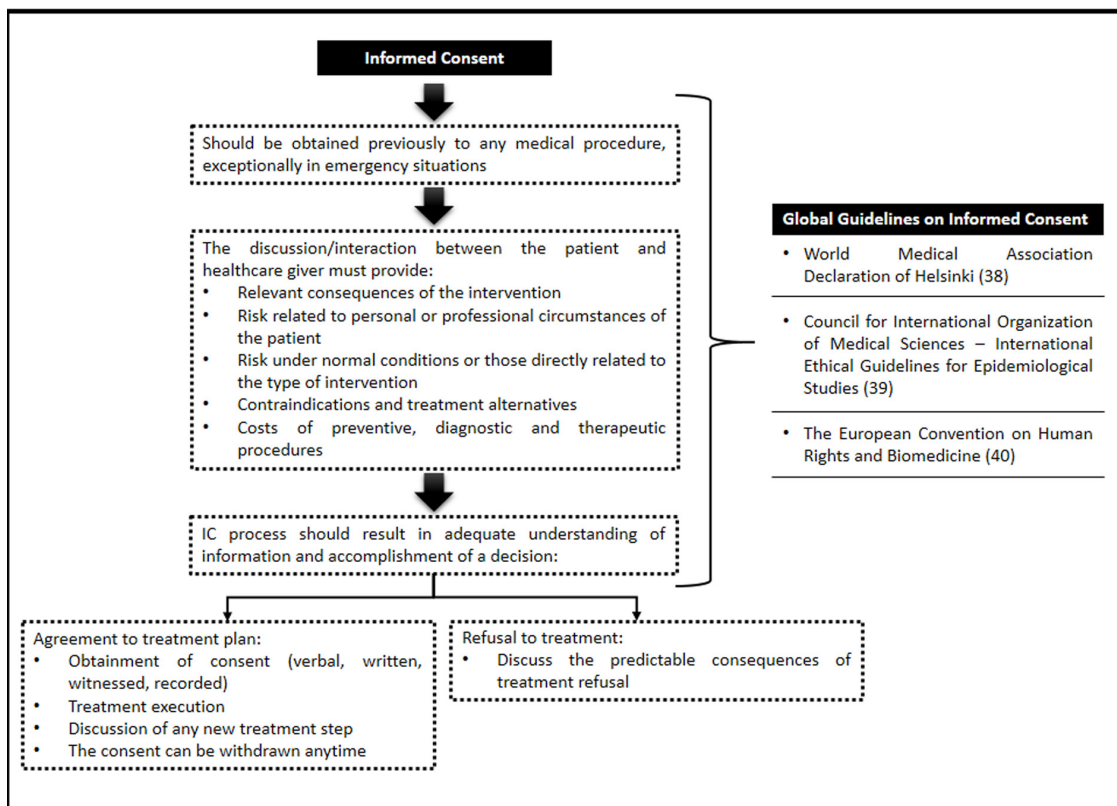 Informed Consent
Should be obtained previously to any medical procedure,
exceptionally in emergency situations
The discussion/interaction between the patient and
healthcare giver must provide:
• Relevant consequences of the intervention
• Risk related to personal or professional circumstances of
the patient
• Risk under normal conditions or those directly related to
the type of intervention
• Contraindications and treatment alternatives
• Costs of preventive, diagnostic and therapeutic
procedures
IC process should result in adequate understanding of
information and accomplishment of a decision:
Agreement to treatment plan:
• Obtainment of consent (verbal, written,
witnessed, recorded)
• Treatment execution
• Discussion of any new treatment step
• The consent can be withdrawn anytime
Refusal to treatment:
• Discuss the predictable consequences of
treatment refusal
Global Guidelines on Informed Consent
• World Medical Association
Declaration of Helsinki (38)
• Council for International Organization
of Medical Sciences – International
Ethical Guidelines for Epidemiological
Studies (39)
• The European Convention on Human
Rights and Biomedicine (40)